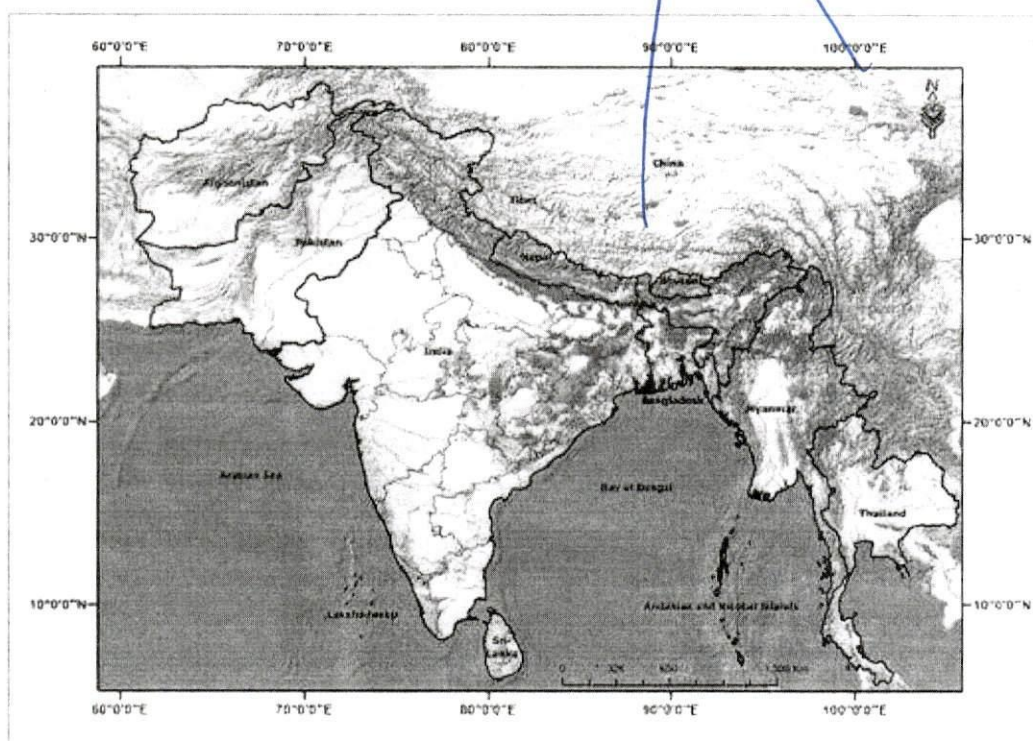 60°0'0"E 70°0'0"E 80°0'0"E 90°0'0"E 100°0'0"E
N
China
Afghanistan
Tibet
30°0'0"N 30°0'0"N
Pakistan
Nepal
India
Bangladesh
Myanmar
20°0'0"N 20°0'0"N
Arabian Sea
Bay of Bengal
Thailand
10°0'0"N 10°0'0"N
Lakshadweep
Andaman and Nicobar Islands
Sri
Lanka
0
60°0'0"E 70°0'0"E 80°0'0"E 90°0'0"E 100°0'0"E